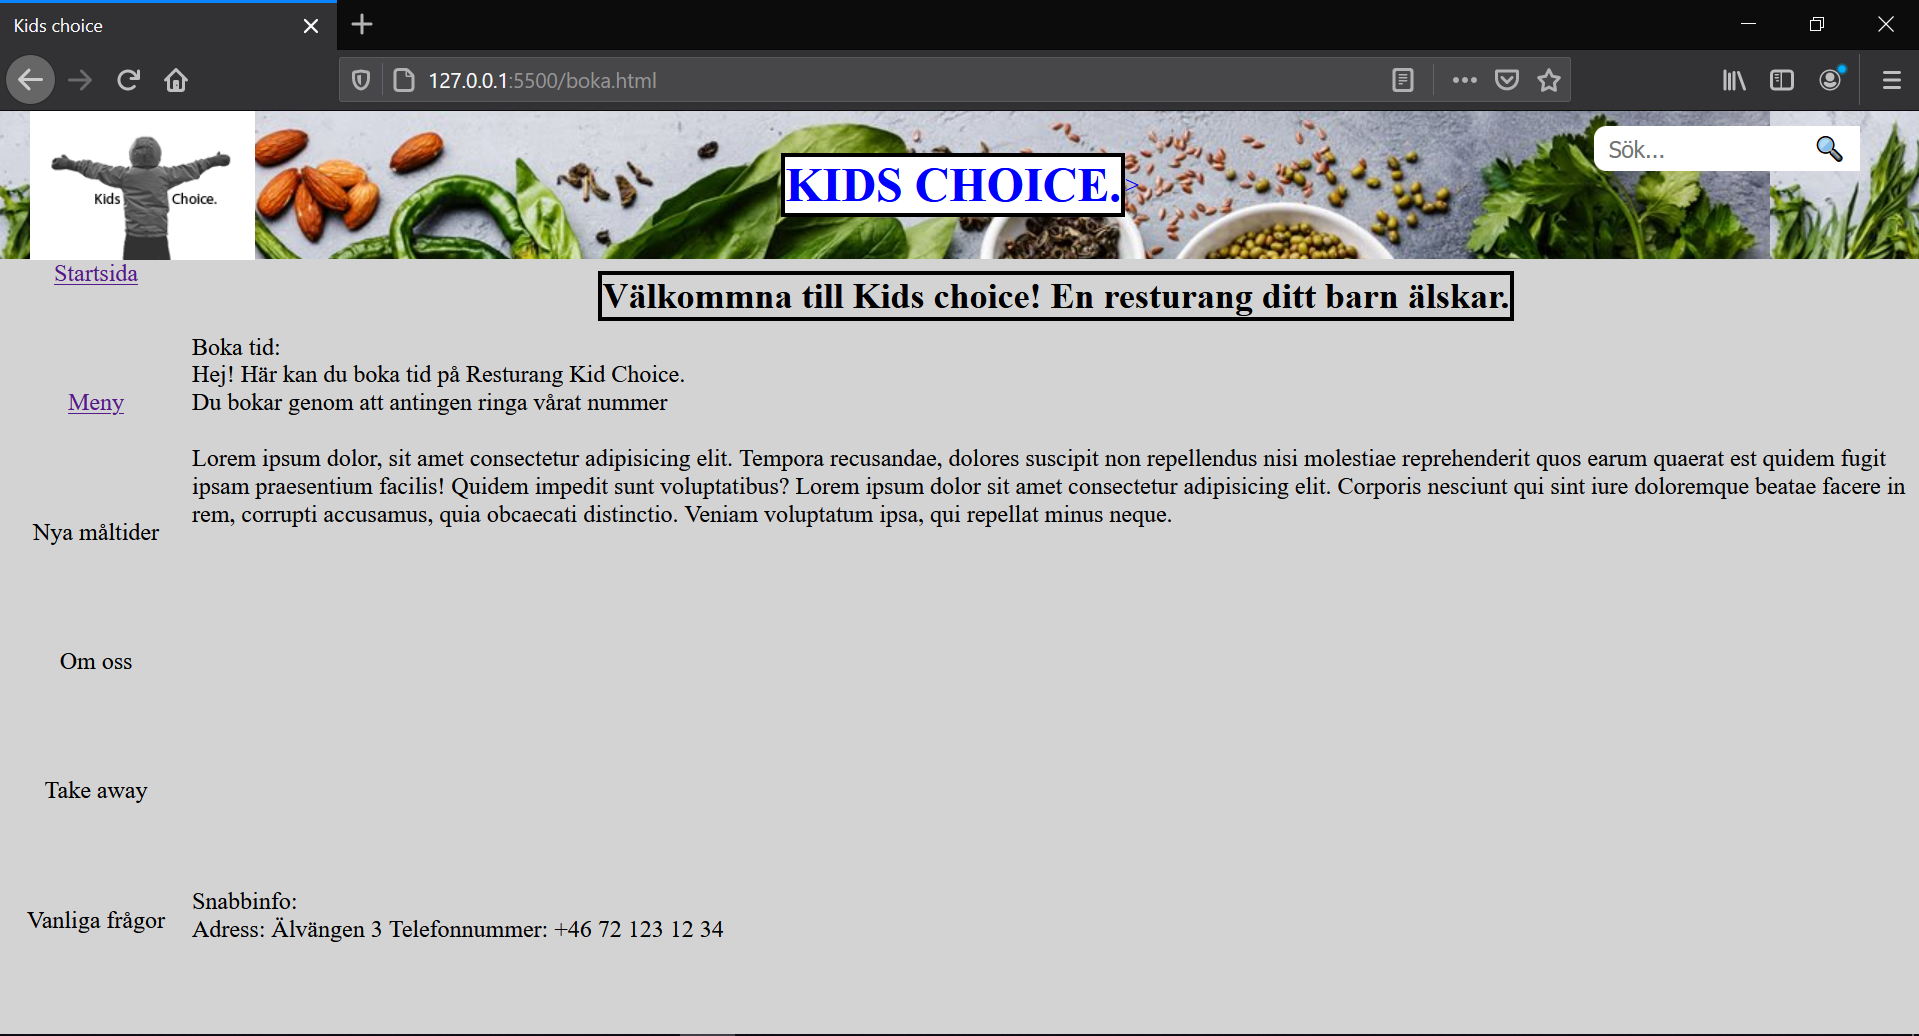 Kids choice
127.0.0.1:5500/boka.html
Kids Choice.
KIDS CHOICE.>
Sök...
Startsida
Välkommna till Kids choice! En resturang ditt barn älskar.
Boka tid:
Hej! Här kan du boka tid på Resturang Kid Choice.
Meny
Du bokar genom att antingen ringa vårat nummer
Lorem ipsum dolor, sit amet consectetur adipisicing elit. Tempora recusandae, dolores suscipit non repellendus nisi molestiae reprehenderit quos earum quaerat est quidem fugit
ipsam praesentium facilis! Quidem impedit sunt voluptatibus? Lorem ipsum dolor sit amet consectetur adipisicing elit. Corporis nesciunt qui sint iure doloremque beatae facere in
rem, corrupti accusamus, quia obcaecati distinctio. Veniam voluptatum ipsa, qui repellat minus neque.
Nya måltider
Om oss
Take away
Vanliga frågor
Snabbinfo:
Adress: Älvängen 3 Telefonnummer: +46 72 123 12 34